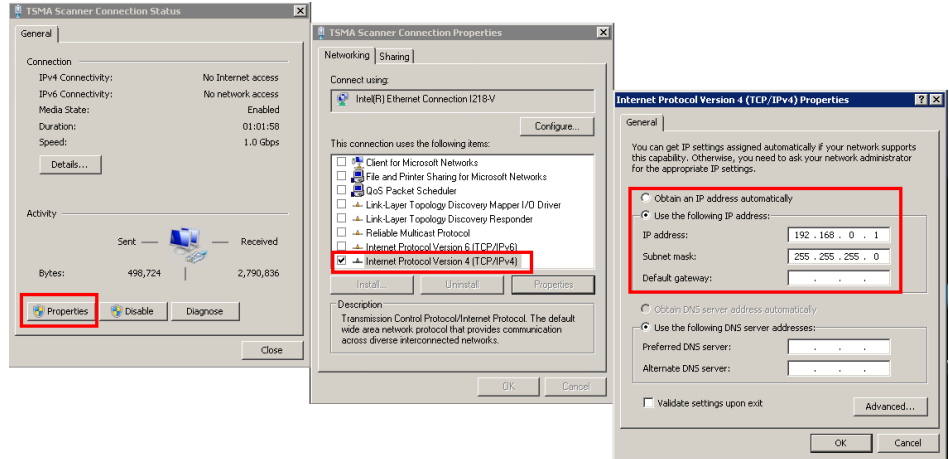 TSMA Scanner Connection Status
General
Connection
IPv4 Connectivity: No Internet access
IPv6 Connectivity: No network access
Media State: Enabled
Duration: 01:01:58
Speed: 1.0 Gbps
Details...
Activity
Sent Received
Bytes: 498,724 2,790,836
Properties Disable Diagnose
Close
TSMA Scanner Connection Properties
Networking Sharing
Connect using:
Intel(R) Ethernet Connection I218-V
Configure...
This connection uses the following items:
Client for Microsoft Networks
File and Printer Sharing for Microsoft Networks
QoS Packet Scheduler
Link-Layer Topology Discovery Mapper I/O Driver
Link-Layer Topology Discovery Responder
Reliable Multicast Protocol
Internet Protocol Version 6 (TCP/IPv6)
Internet Protocol Version 4 (TCP/IPv4)
Install... Uninstall Properties
Description
Transmission Control Protocol/Internet Protocol. The default
wide area network protocol that provides communication
across diverse interconnected networks.
OK Cancel
Internet Protocol Version 4 (TCP/IPv4) Properties
General
You can get IP settings assigned automatically if your network supports
this capability. Otherwise, you need to ask your network administrator
for the appropriate IP settings.
Obtain an IP address automatically
Use the following IP address:
IP address: 192 . 168 . 0 . 1
Subnet mask: 255 . 255 . 255 . 0
Default gateway: . . .
Obtain DNS server address automatically
Use the following DNS server addresses:
Preferred DNS server: . . .
Alternate DNS server: . . .
Validate settings upon exit
Advanced...
OK Cancel